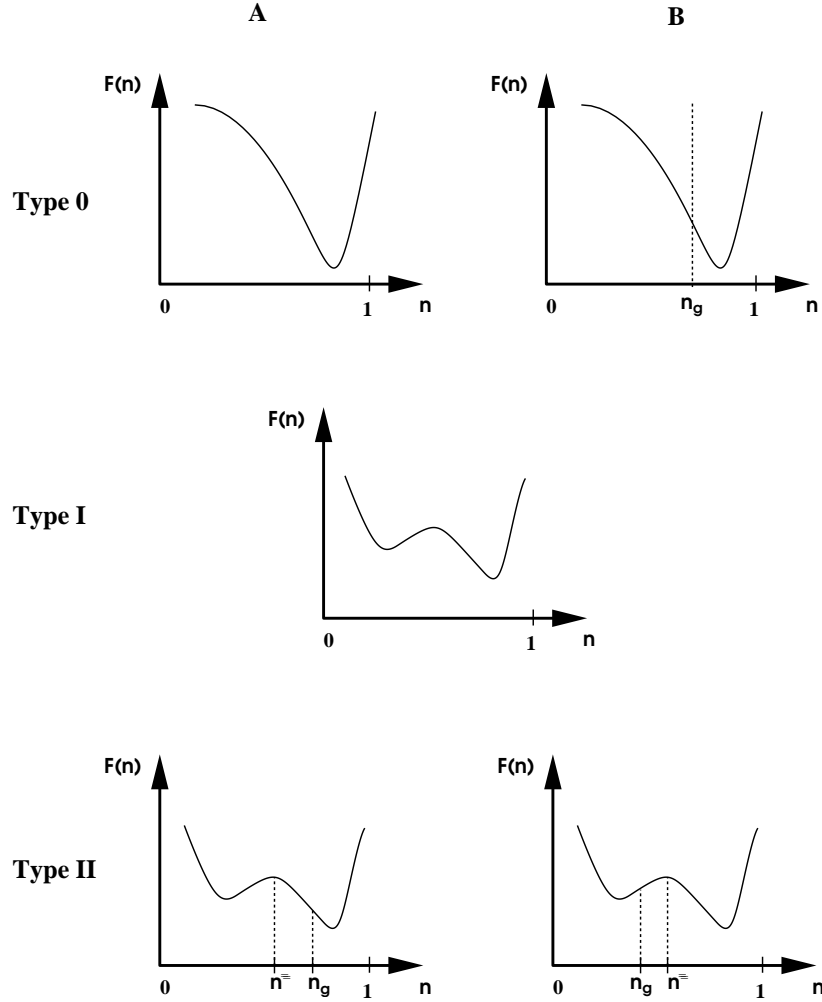 A B
F(n) F(n)
Type 0
0 1 n 0 n_g 1 n
F(n)
Type I
0 1 n
F(n) F(n)
Type II
0 n^≡ n_g 1 n 0 n_g n^≡ 1 n